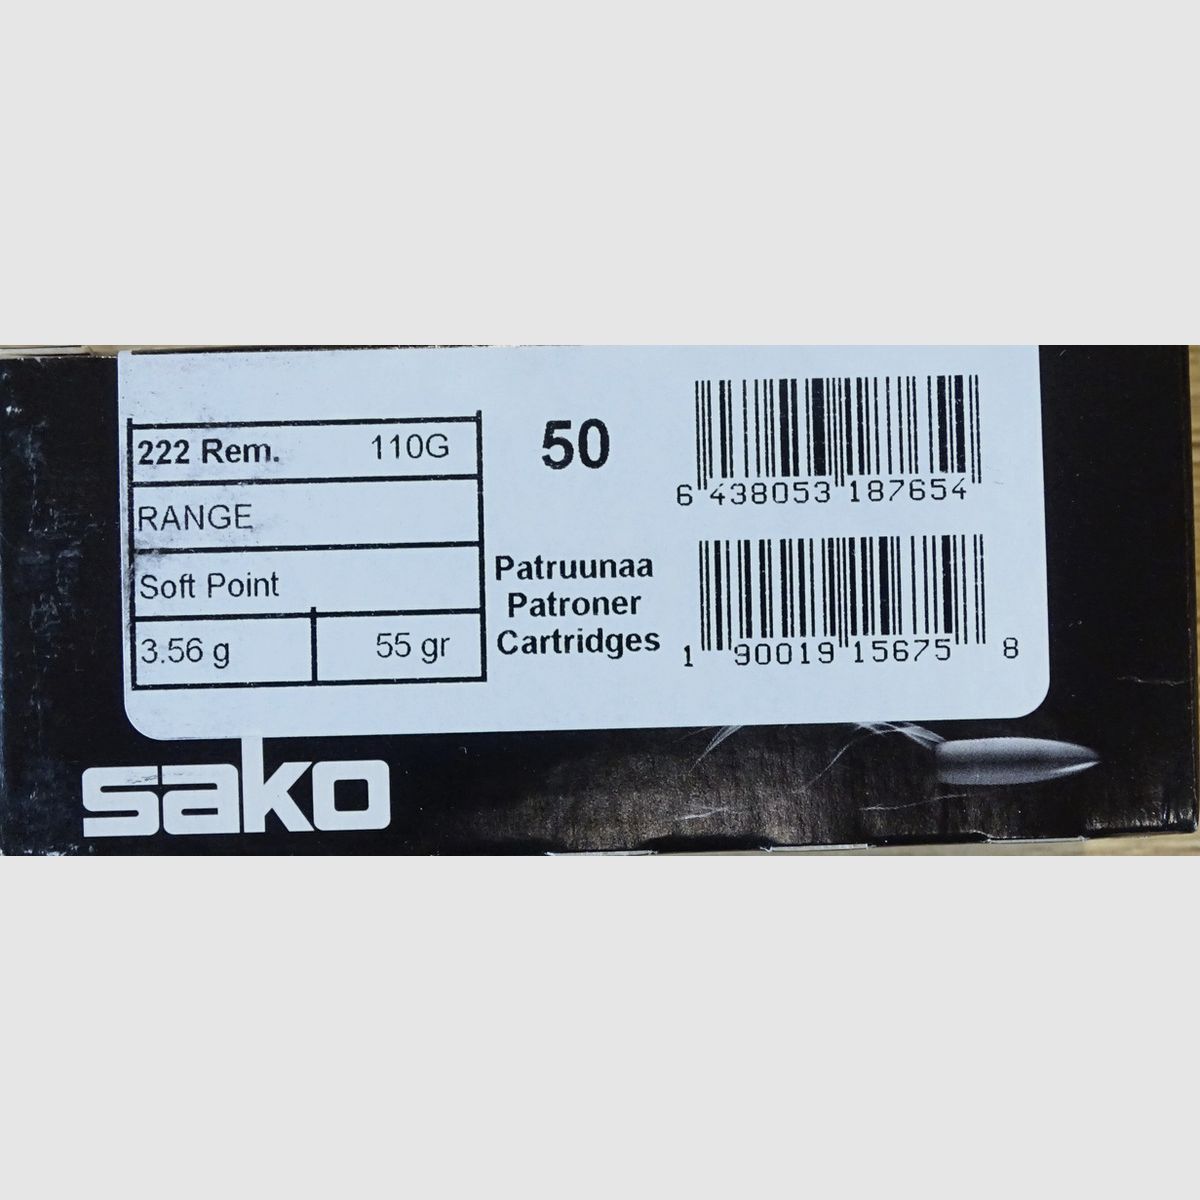 222 Rem. 110G
RANGE
Soft Point
3.56 g 55 gr
50
Patruunaa
Patroner
Cartridges
6 438053 187654
1 90019 15675 8
sako